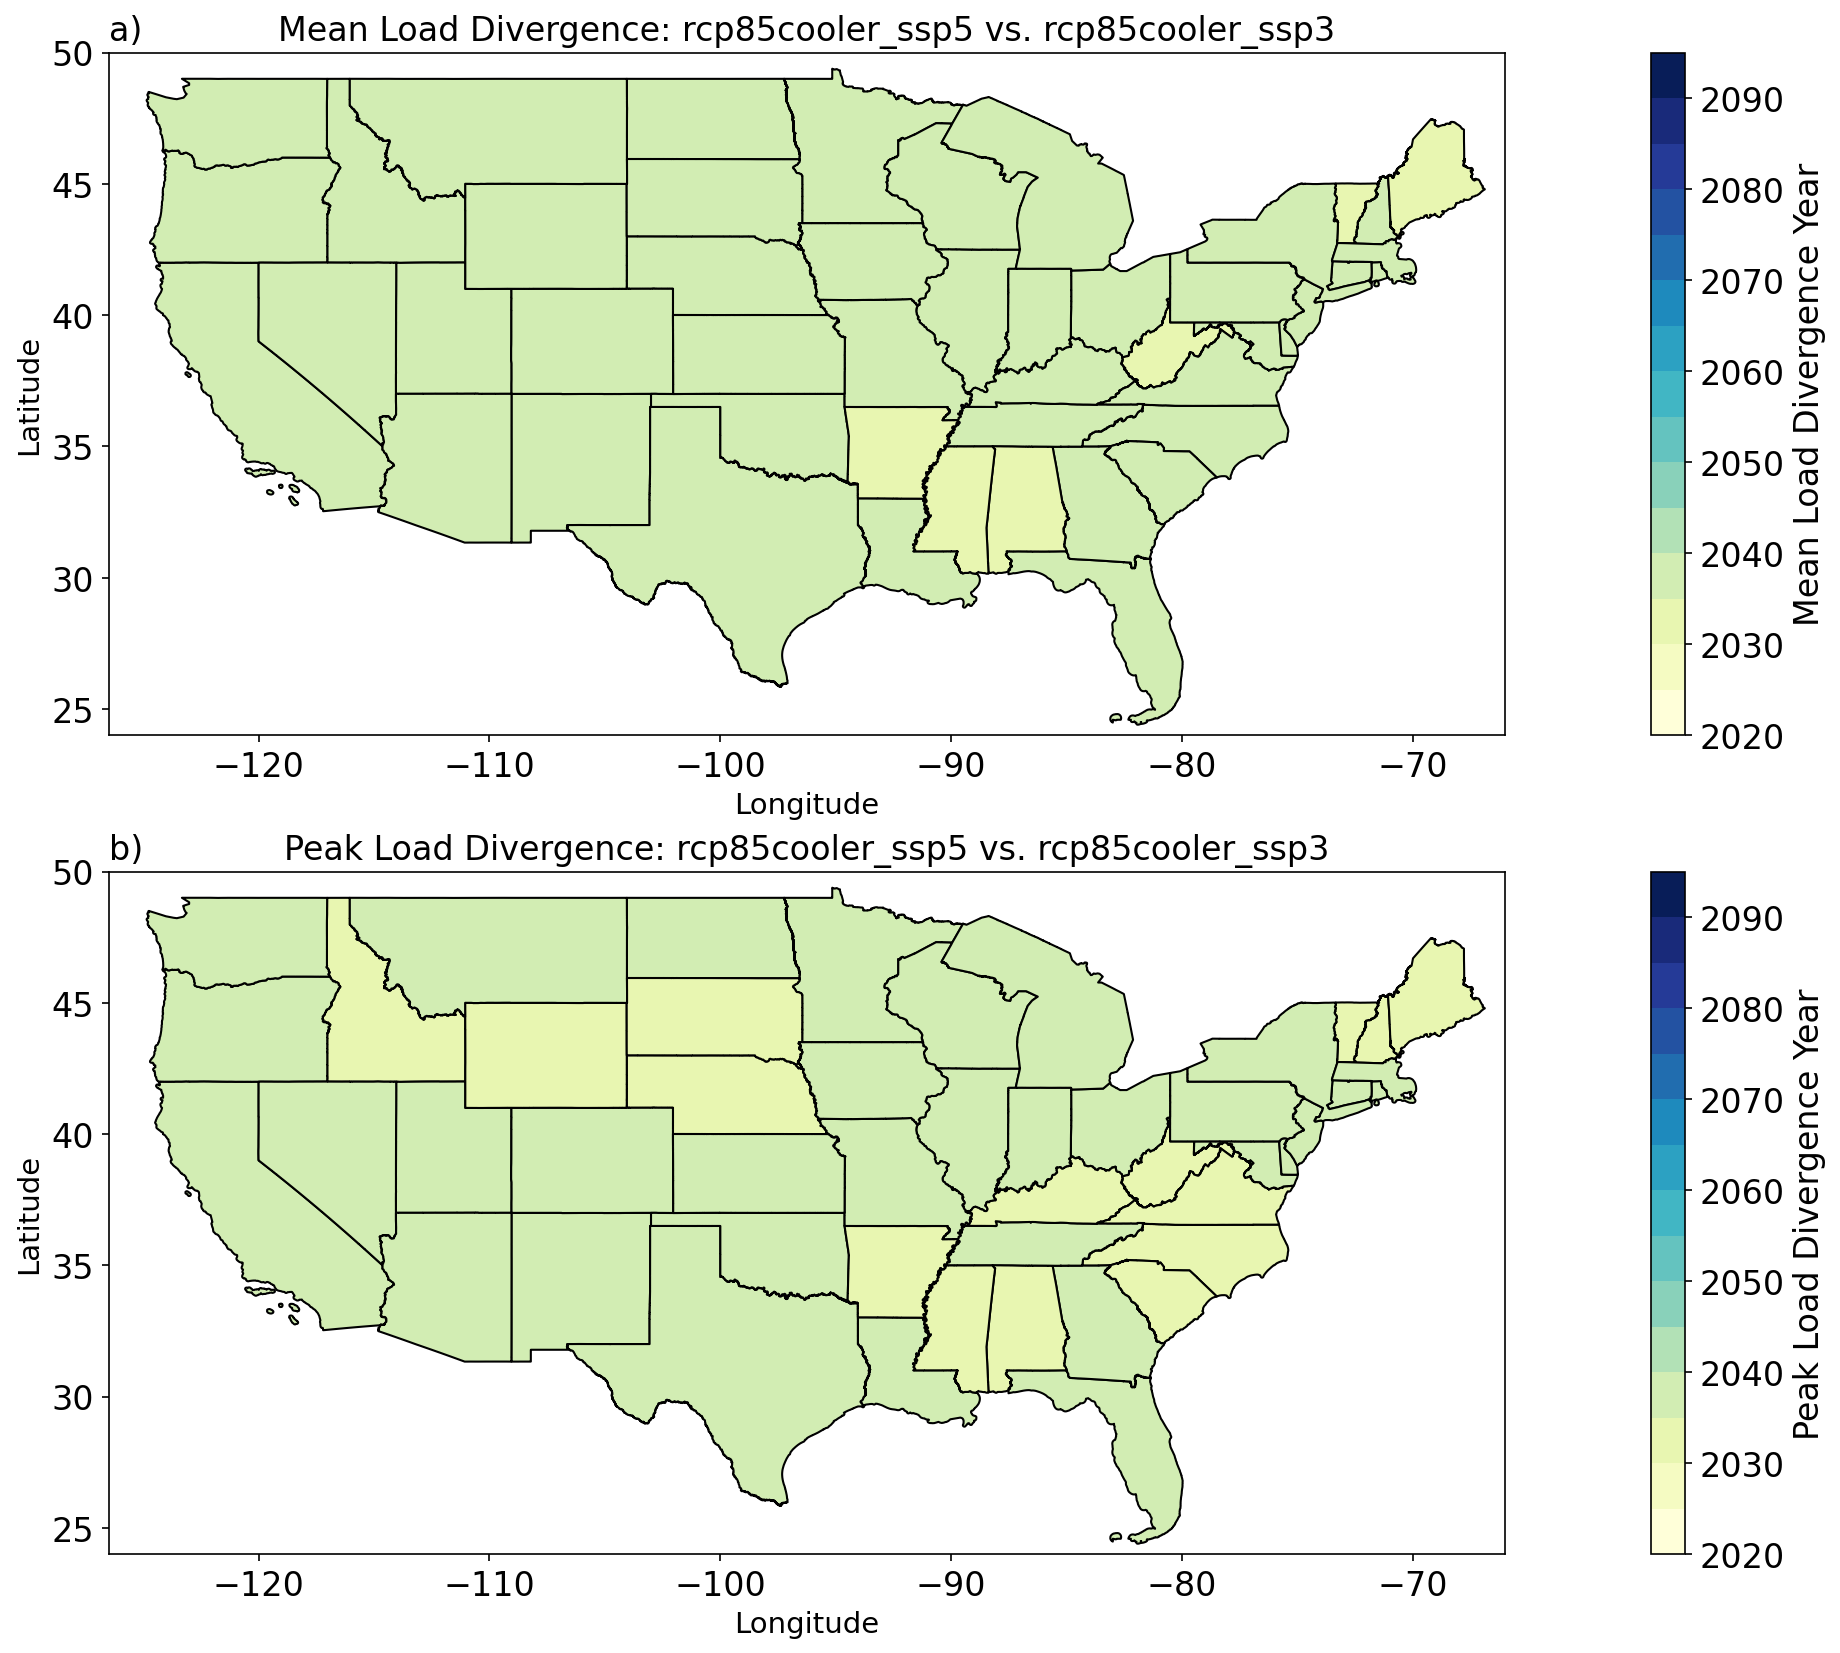 a) Mean Load Divergence: rcp85cooler_ssp5 vs. rcp85cooler_ssp3
50
45
40
35
30
25
Latitude
−120 −110 −100 −90 −80 −70
Longitude
2090
2080
2070
2060
2050
2040
2030
2020
Mean Load Divergence Year
b) Peak Load Divergence: rcp85cooler_ssp5 vs. rcp85cooler_ssp3
50
45
40
35
30
25
Latitude
−120 −110 −100 −90 −80 −70
Longitude
2090
2080
2070
2060
2050
2040
2030
2020
Peak Load Divergence Year